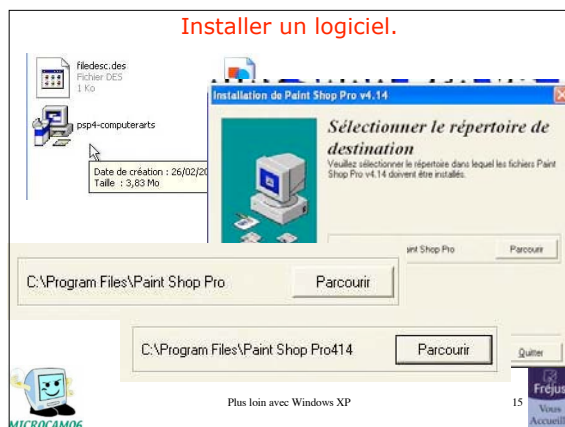 Installer un logiciel.
filedesc.des
Fichier DES
1 Ko
psp4-computerarts
Date de création : 26/02/20
Taille : 3,83 Mo
Installation de Paint Shop Pro v4.14
Sélectionner le répertoire de
destination
Veuillez sélectionner le répertoire dans lequel les fichiers Paint
Shop Pro v4.14 doivent être installés.
aint Shop Pro
Parcourir
C:\Program Files\Paint Shop Pro
Parcourir
C:\Program Files\Paint Shop Pro414
Parcourir
Quitter
MICROCAM06
Plus loin avec Windows XP
15
Fréjus
Vous
Accueille